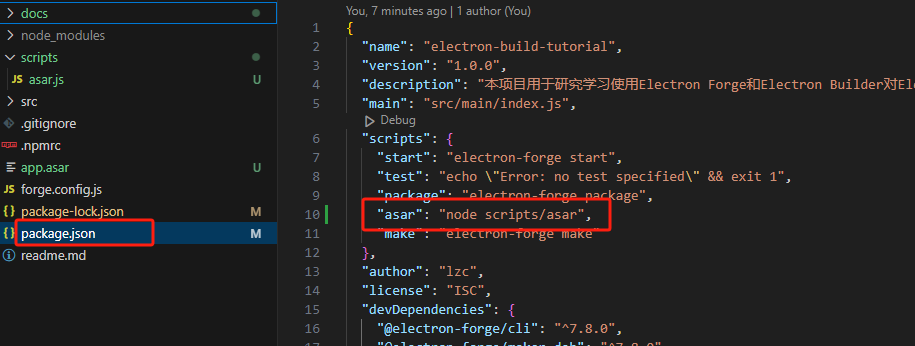 docs
node_modules
scripts
JS asar.js U
src
.gitignore
.npmrc
app.asar U
forge.config.js
{} package-lock.json M
{} package.json M
readme.md
You, 7 minutes ago | 1 author (You)
1 {
2 "name": "electron-build-tutorial",
3 "version": "1.0.0",
4 "description": "本项目用于研究学习使用Electron Forge和Electron Builder对Ele
5 "main": "src/main/index.js",
Debug
6 "scripts": {
7 "start": "electron-forge start",
8 "test": "echo \"Error: no test specified\" && exit 1",
9 "package": "electron-forge package",
10 "asar": "node scripts/asar",
11 "make": "electron-forge make"
12 },
13 "author": "lzc",
14 "license": "ISC",
15 "devDependencies": {
16 "@electron-forge/cli": "^7.8.0",
17 "@electron-forge/maker-deb": "^7.8.0",